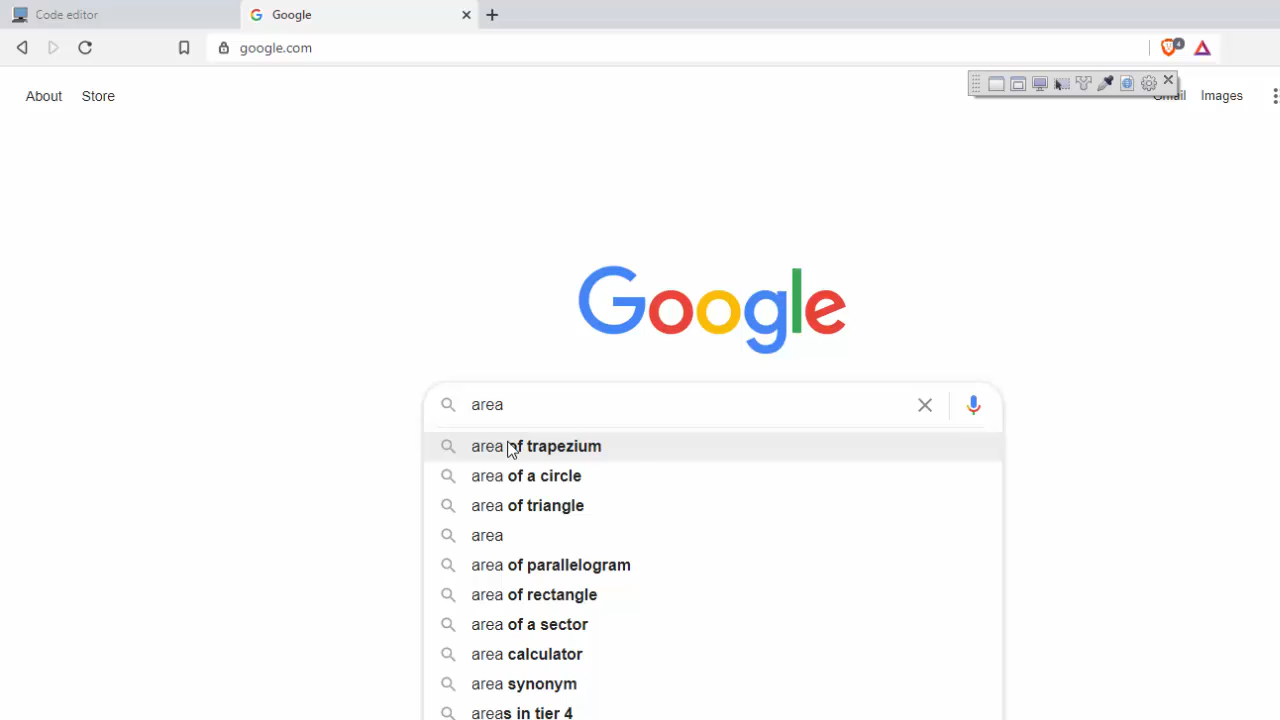 Code editor
Google
google.com
4
About
Store
Gmail
Images
Google
area
area of trapezium
area of a circle
area of triangle
area
area of parallelogram
area of rectangle
area of a sector
area calculator
area synonym
areas in tier 4